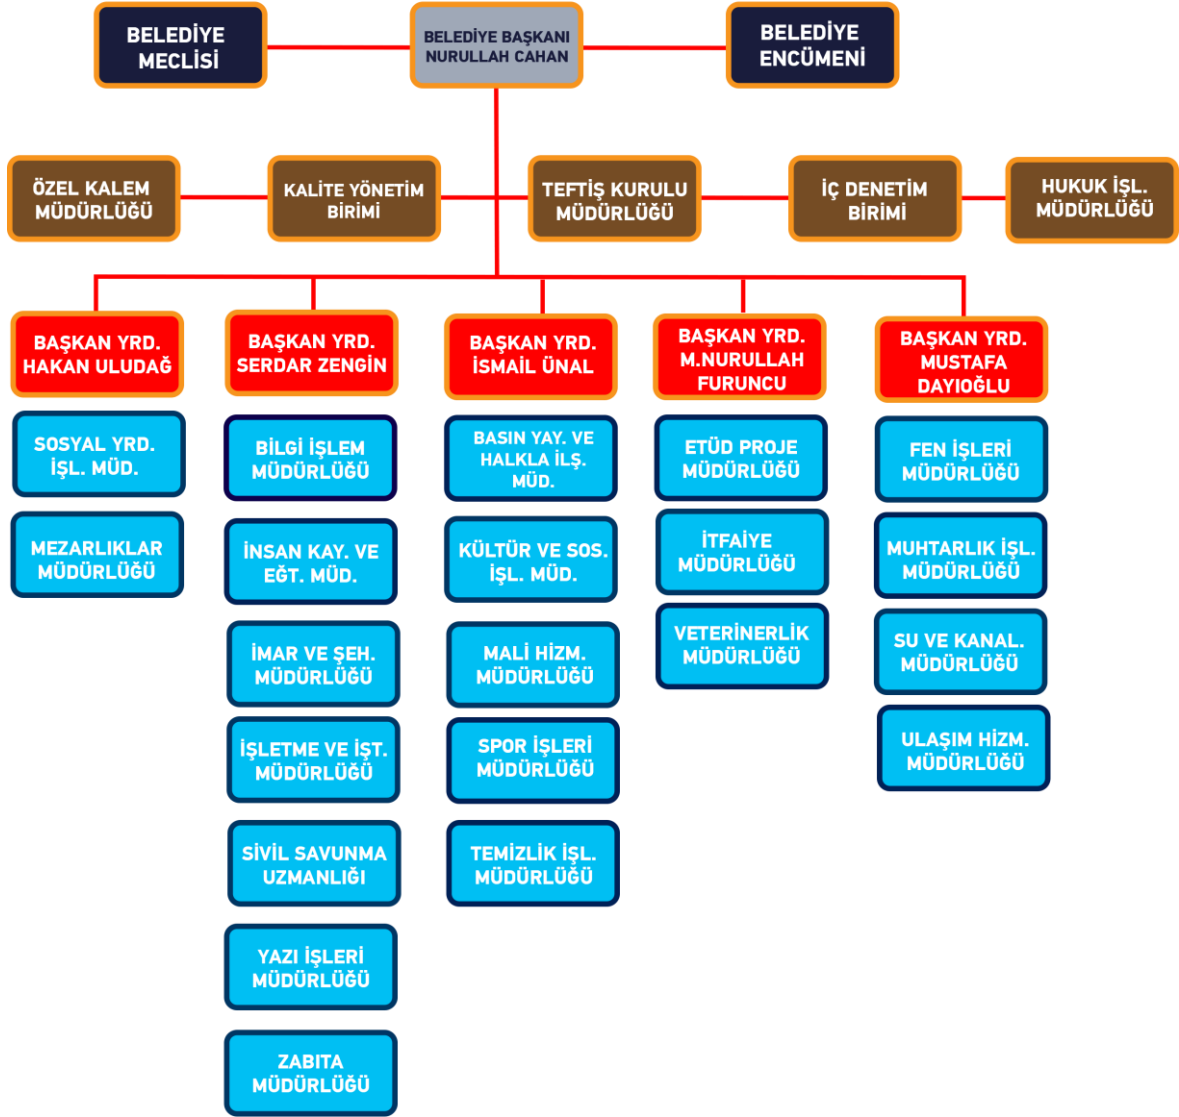 BELEDİYE
MECLİSİ
BELEDİYE BAŞKANI
NURULLAH CAHAN
BELEDİYE
ENCÜMENİ
ÖZEL KALEM
MÜDÜRLÜĞÜ
KALİTE YÖNETİM
BİRİMİ
TEFTİŞ KURULU
MÜDÜRLÜĞÜ
İÇ DENETİM
BİRİMİ
HUKUK İŞL.
MÜDÜRLÜĞÜ
BAŞKAN YRD.
HAKAN ULUDAĞ
SOSYAL YRD.
İŞL. MÜD.
MEZARLIKLAR
MÜDÜRLÜĞÜ
BAŞKAN YRD.
SERDAR ZENGİN
BİLGİ İŞLEM
MÜDÜRLÜĞÜ
İNSAN KAY. VE
EĞT. MÜD.
İMAR VE ŞEH.
MÜDÜRLÜĞÜ
İŞLETME VE İŞT.
MÜDÜRLÜĞÜ
SİVİL SAVUNMA
UZMANLIĞI
YAZI İŞLERİ
MÜDÜRLÜĞÜ
ZABITA
MÜDÜRLÜĞÜ
BAŞKAN YRD.
İSMAİL ÜNAL
BASIN YAY. VE
HALKLA İLŞ.
MÜD.
KÜLTÜR VE SOS.
İŞL. MÜD.
MALİ HİZM.
MÜDÜRLÜĞÜ
SPOR İŞLERİ
MÜDÜRLÜĞÜ
TEMİZLİK İŞL.
MÜDÜRLÜĞÜ
BAŞKAN YRD.
M.NURULLAH
FURUNCU
ETÜD PROJE
MÜDÜRLÜĞÜ
İTFAİYE
MÜDÜRLÜĞÜ
VETERİNERLİK
MÜDÜRLÜĞÜ
BAŞKAN YRD.
MUSTAFA
DAYIOĞLU
FEN İŞLERİ
MÜDÜRLÜĞÜ
MUHTARLIK İŞL.
MÜDÜRLÜĞÜ
SU VE KANAL.
MÜDÜRLÜĞÜ
ULAŞIM HİZM.
MÜDÜRLÜĞÜ